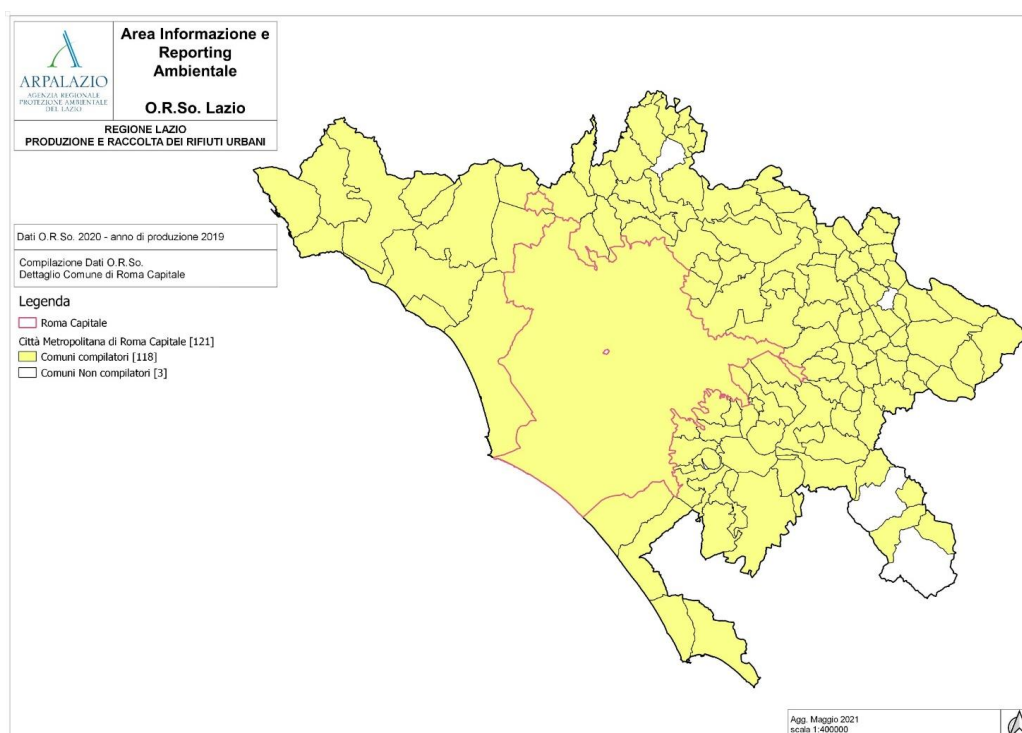 ARPALAZIO
AGENZIA REGIONALE
PROTEZIONE AMBIENTALE
DEL LAZIO
Area Informazione e
Reporting
Ambientale
O.R.So. Lazio
REGIONE LAZIO
PRODUZIONE E RACCOLTA DEI RIFIUTI URBANI
Dati O.R.So. 2020 - anno di produzione 2019
Compilazione Dati O.R.So.
Dettaglio Comune di Roma Capitale
Legenda
Roma Capitale
Città Metropolitana di Roma Capitale [121]
Comuni compilatori [118]
Comuni Non compilatori [3]
Agg. Maggio 2021
scala 1:400000